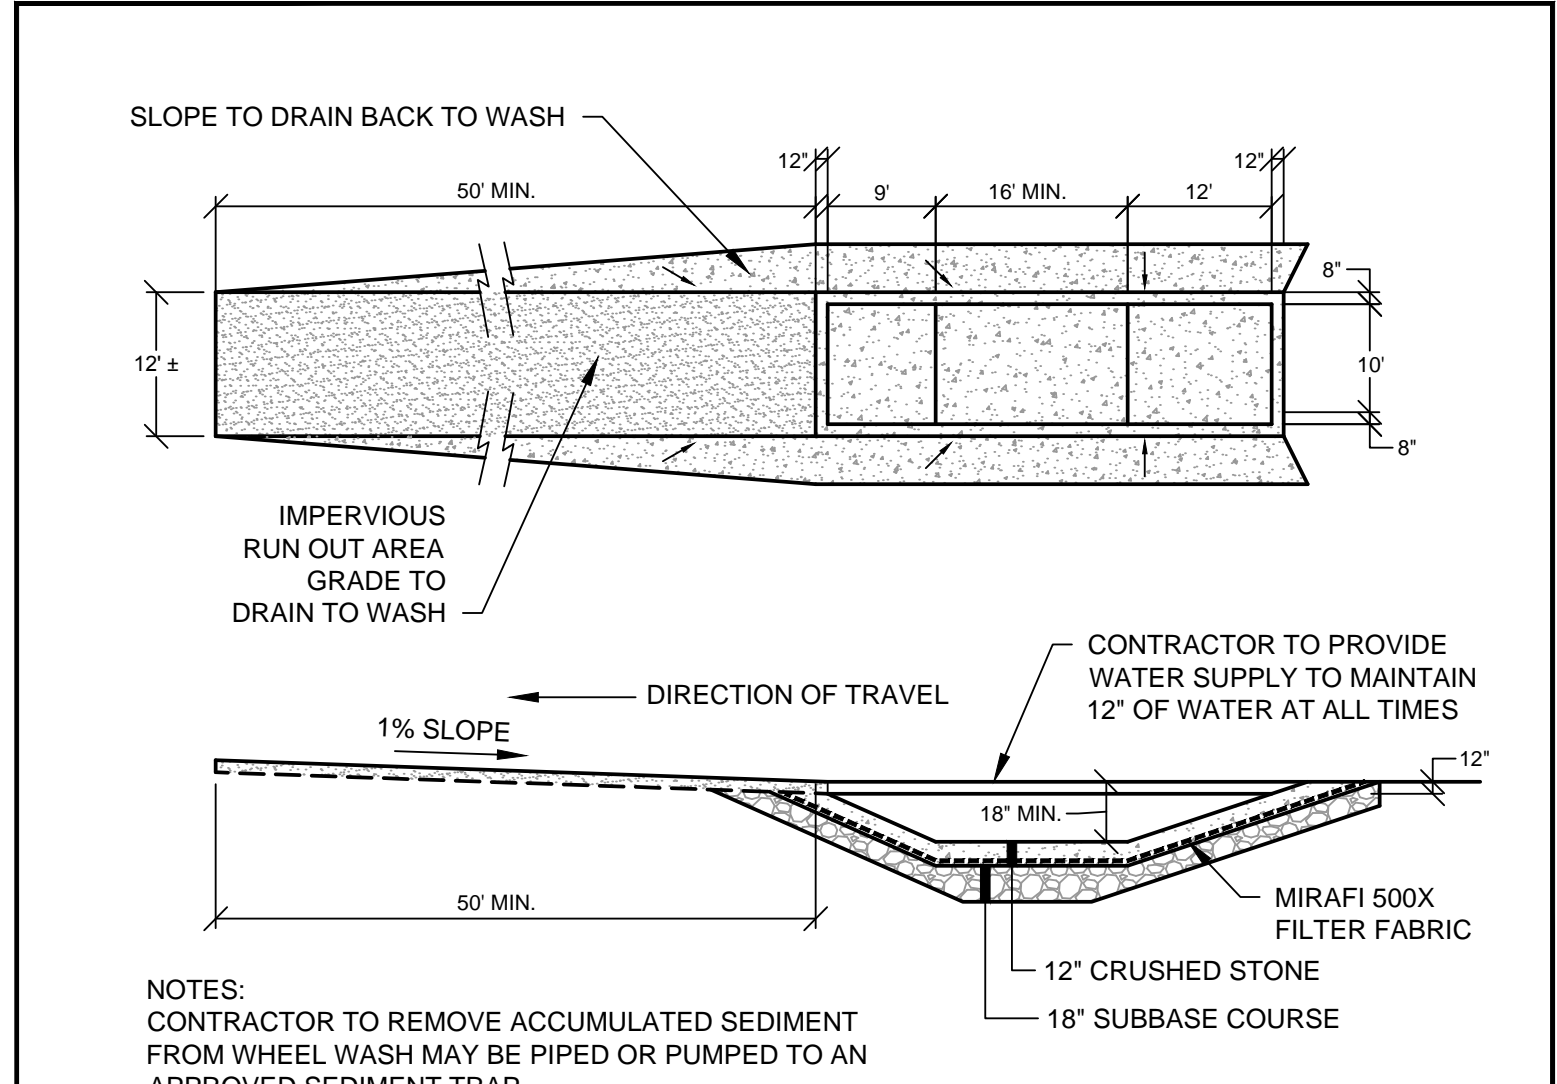 SLOPE TO DRAIN BACK TO WASH
12"
12"
50' MIN.
9'
16' MIN.
12'
8"
12' ±
10'
8"
IMPERVIOUS
RUN OUT AREA
GRADE TO
DRAIN TO WASH
CONTRACTOR TO PROVIDE
WATER SUPPLY TO MAINTAIN
12" OF WATER AT ALL TIMES
DIRECTION OF TRAVEL
1% SLOPE
12"
18" MIN.
50' MIN.
MIRAFI 500X
FILTER FABRIC
12" CRUSHED STONE
18" SUBBASE COURSE
NOTES:
CONTRACTOR TO REMOVE ACCUMULATED SEDIMENT
FROM WHEEL WASH MAY BE PIPED OR PUMPED TO AN
APPROVED SEDIMENT TRAP